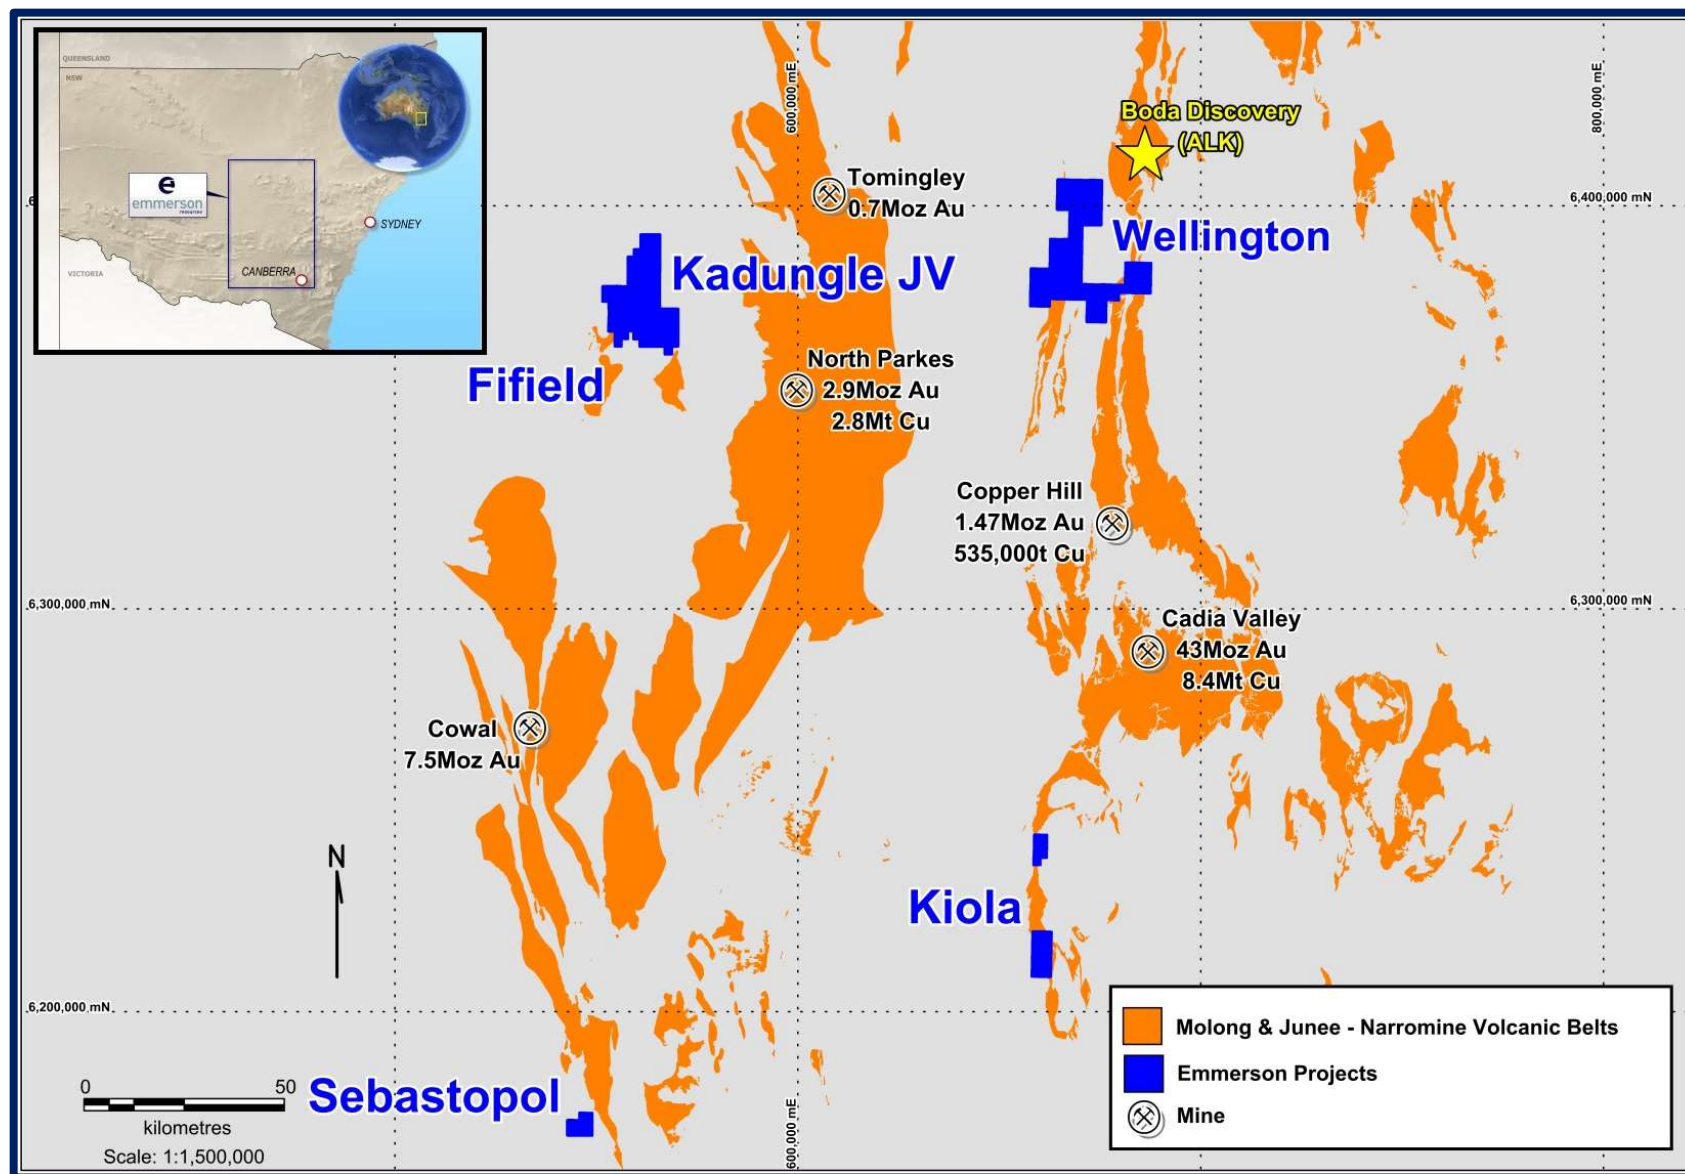 QUEENSLAND
NSW
e
emmerson
resources
SYDNEY
CANBERRA
VICTORIA
600,000 mE
800,000 mE
Boda Discovery
(ALK)
Tomingley
0.7Moz Au
6,400,000 mN
Wellington
Kadungle JV
North Parkes
2.9Moz Au
2.8Mt Cu
Fifield
Copper Hill
1.47Moz Au
535,000t Cu
6,300,000 mN
6,300,000 mN
Cadia Valley
43Moz Au
8.4Mt Cu
Cowal
7.5Moz Au
N
Kiola
6,200,000 mN
Sebastopol
0 50
kilometres
Scale: 1:1,500,000
600,000 mE
Molong & Junee - Narromine Volcanic Belts
Emmerson Projects
Mine